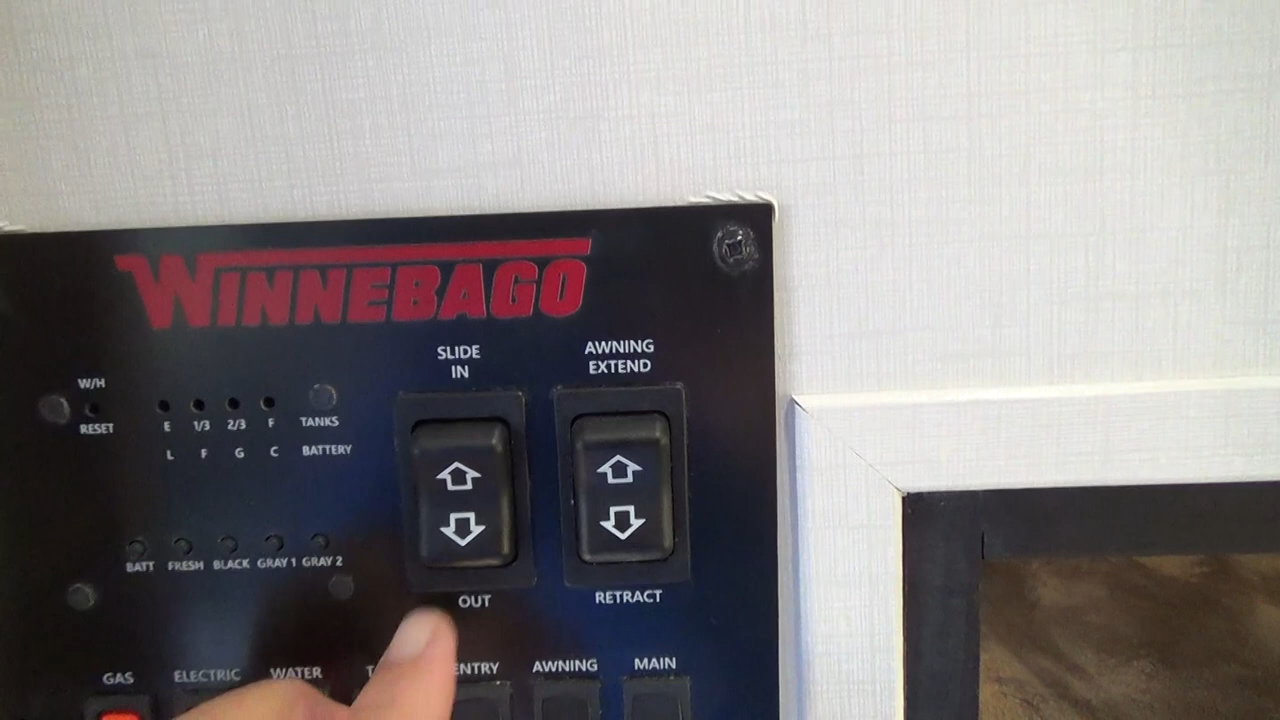 WINNEBAGO
SLIDE
IN
AWNING
EXTEND
W/H
RESET
E 1/3 2/3 F TANKS
L F G C BATTERY
BATT FRESH BLACK GRAY 1 GRAY 2
OUT
RETRACT
GAS ELECTRIC WATER ENTRY AWNING MAIN